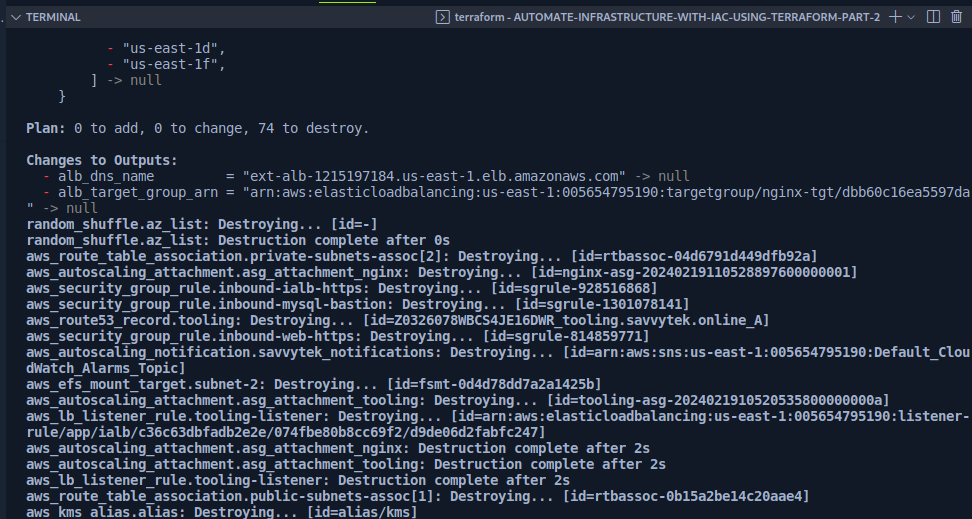 TERMINAL
terraform - AUTOMATE-INFRASTRUCTURE-WITH-IAC-USING-TERRAFORM-PART-2
- "us-east-1d",
- "us-east-1f",
] -> null
}
Plan: 0 to add, 0 to change, 74 to destroy.
Changes to Outputs:
- alb_dns_name = "ext-alb-1215197184.us-east-1.elb.amazonaws.com" -> null
- alb_target_group_arn = "arn:aws:elasticloadbalancing:us-east-1:005654795190:targetgroup/nginx-tgt/dbb60c16ea5597da
" -> null
random_shuffle.az_list: Destroying... [id=-]
random_shuffle.az_list: Destruction complete after 0s
aws_route_table_association.private-subnets-assoc[2]: Destroying... [id=rtbassoc-04d6791d449dfb92a]
aws_autoscaling_attachment.asg_attachment_nginx: Destroying... [id=nginx-asg-20240219110528897600000001]
aws_security_group_rule.inbound-ialb-https: Destroying... [id=sgrule-928516868]
aws_security_group_rule.inbound-mysql-bastion: Destroying... [id=sgrule-1301078141]
aws_route53_record.tooling: Destroying... [id=Z0326078WBCS4JE16DWR_tooling.savvytek.online_A]
aws_security_group_rule.inbound-web-https: Destroying... [id=sgrule-814859771]
aws_autoscaling_notification.savvytek_notifications: Destroying... [id=arn:aws:sns:us-east-1:005654795190:Default_Clou
dWatch_Alarms_Topic]
aws_efs_mount_target.subnet-2: Destroying... [id=fsmt-0d4d78dd7a2a1425b]
aws_autoscaling_attachment.asg_attachment_tooling: Destroying... [id=tooling-asg-2024021910520535800000000a]
aws_lb_listener_rule.tooling-listener: Destroying... [id=arn:aws:elasticloadbalancing:us-east-1:005654795190:listener-
rule/app/ialb/c36c63dbfadb2e2e/074fbe80b8cc69f2/d9de06d2fabfc247]
aws_autoscaling_attachment.asg_attachment_nginx: Destruction complete after 2s
aws_autoscaling_attachment.asg_attachment_tooling: Destruction complete after 2s
aws_lb_listener_rule.tooling-listener: Destruction complete after 2s
aws_route_table_association.public-subnets-assoc[1]: Destroying... [id=rtbassoc-0b15a2be14c20aae4]
aws_kms_alias.alias: Destroying... [id=alias/kms]